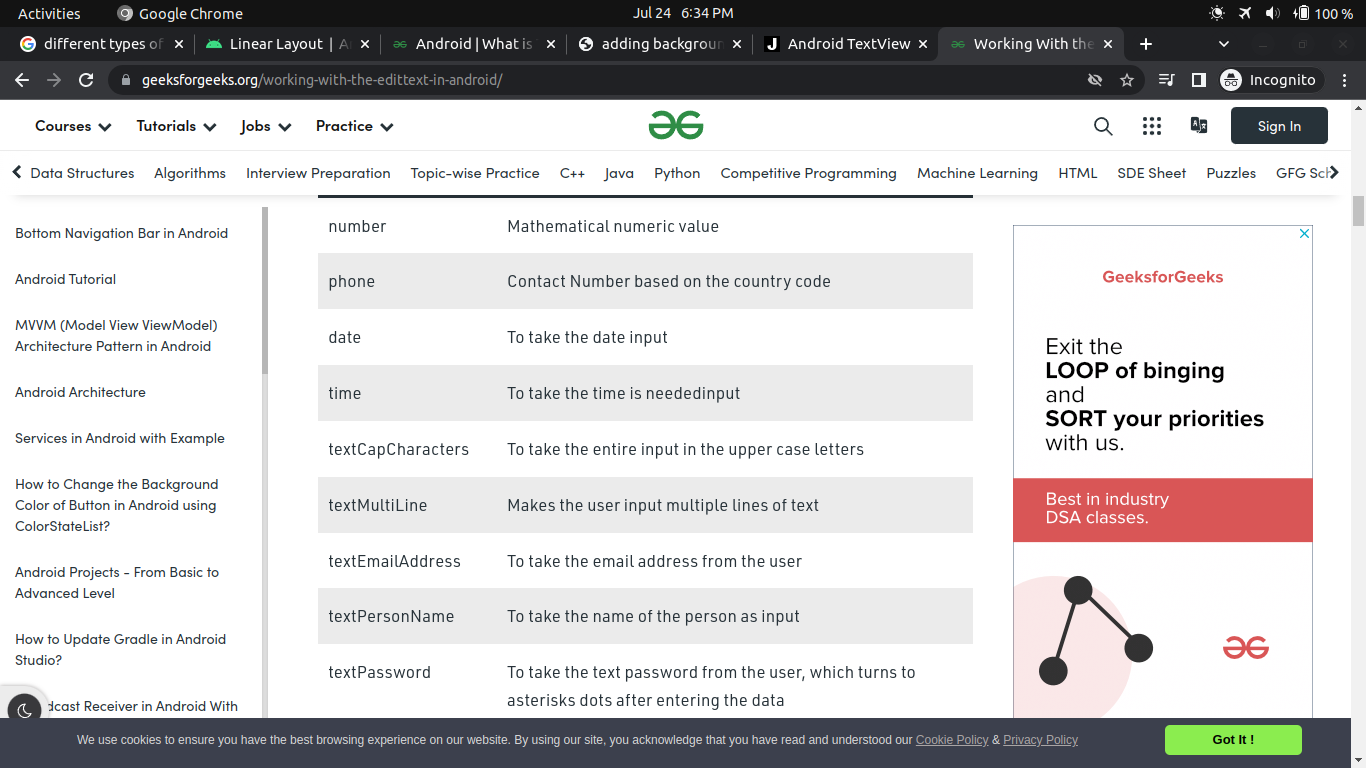 Activities Google Chrome Jul 24 6:34 PM 100 %
different types of Linear Layout | A Android | What is adding backgroun Android TextView Working With the
geeksforgeeks.org/working-with-the-edittext-in-android/ Incognito
Courses Tutorials Jobs Practice Sign In
Data Structures Algorithms Interview Preparation Topic-wise Practice C++ Java Python Competitive Programming Machine Learning HTML SDE Sheet Puzzles GFG Sch
Bottom Navigation Bar in Android
Android Tutorial
MVVM (Model View ViewModel)
Architecture Pattern in Android
Android Architecture
Services in Android with Example
How to Change the Background
Color of Button in Android using
ColorStateList?
Android Projects - From Basic to
Advanced Level
How to Update Gradle in Android
Studio?
dcast Receiver in Android With
number Mathematical numeric value
phone Contact Number based on the country code
date To take the date input
time To take the time is neededinput
textCapCharacters To take the entire input in the upper case letters
textMultiLine Makes the user input multiple lines of text
textEmailAddress To take the email address from the user
textPersonName To take the name of the person as input
textPassword To take the text password from the user, which turns to
asterisks dots after entering the data
GeeksforGeeks
Exit the
LOOP of binging
and
SORT your priorities
with us.
Best in industry
DSA classes.
We use cookies to ensure you have the best browsing experience on our website. By using our site, you acknowledge that you have read and understood our Cookie Policy & Privacy Policy Got It !